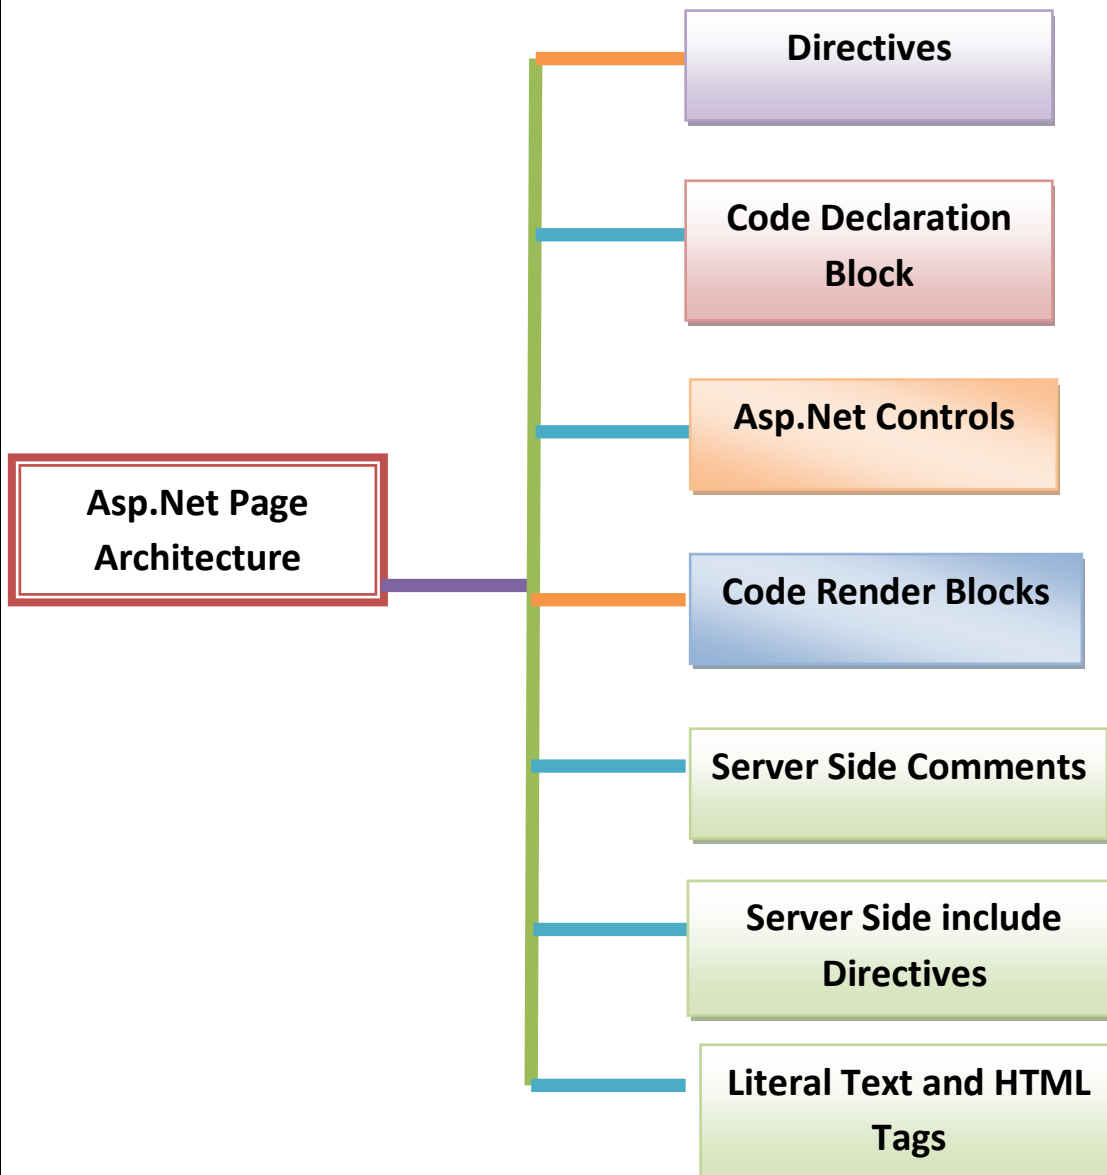 Directives
Code Declaration
Block
Asp.Net Controls
Asp.Net Page
Architecture
Code Render Blocks
Server Side Comments
Server Side include
Directives
Literal Text and HTML
Tags